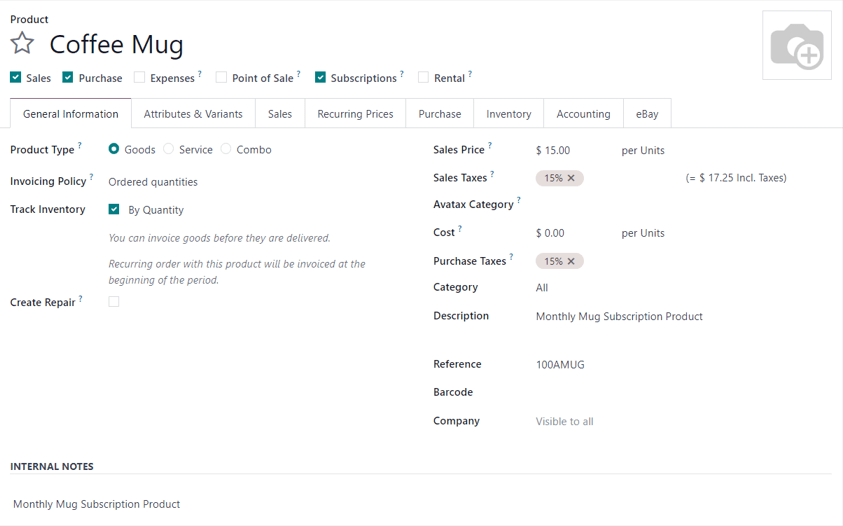 Product
Coffee Mug
Sales Purchase Expenses ? Point of Sale ? Subscriptions ? Rental ?
General Information Attributes & Variants Sales Recurring Prices Purchase Inventory Accounting eBay
Product Type ? Goods Service Combo
Sales Price ? $ 15.00 per Units
Invoicing Policy ? Ordered quantities
Sales Taxes ? 15% (= $ 17.25 Incl. Taxes)
Track Inventory By Quantity
Avatax Category ?
You can invoice goods before they are delivered.
Cost ? $ 0.00 per Units
Recurring order with this product will be invoiced at the
beginning of the period.
Purchase Taxes ? 15%
Category All
Create Repair ?
Description Monthly Mug Subscription Product
Reference 100AMUG
Barcode
Company Visible to all
INTERNAL NOTES
Monthly Mug Subscription Product